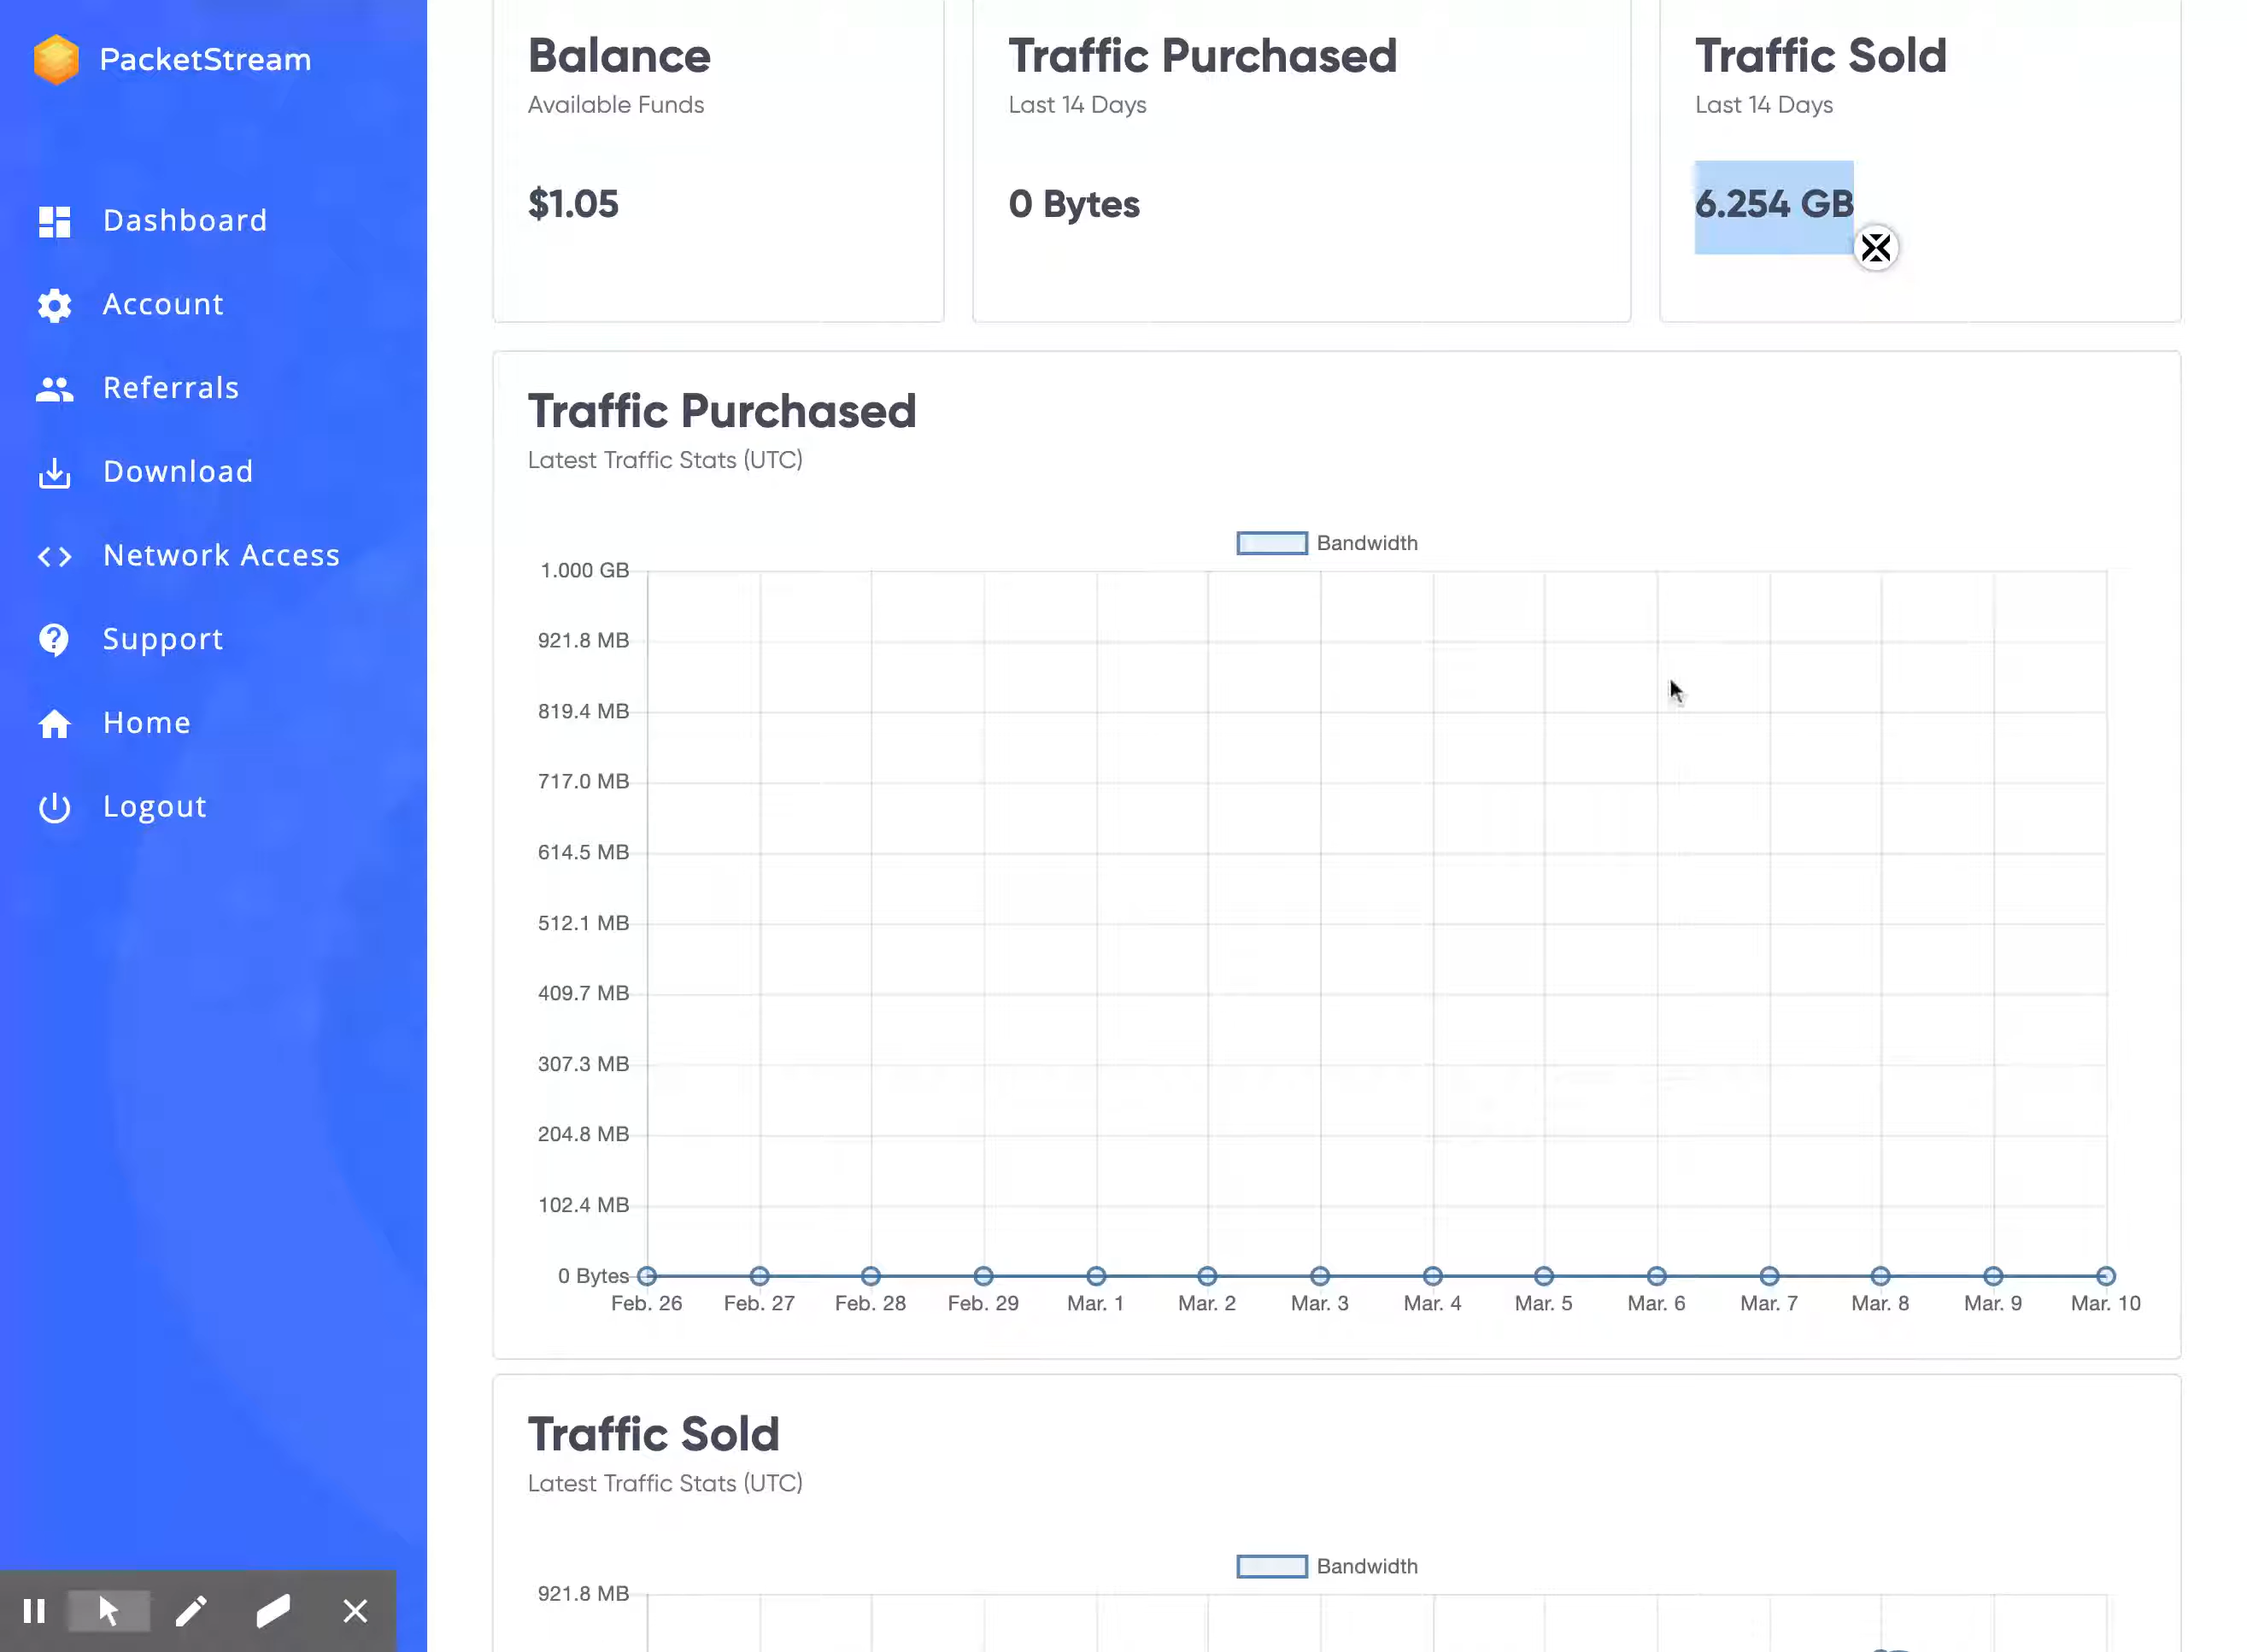 PacketStream
Dashboard
Account
Referrals
Download
Network Access
Support
Home
Logout
Balance
Available Funds
$1.05
Traffic Purchased
Last 14 Days
0 Bytes
Traffic Sold
Last 14 Days
6.254 GB
Traffic Purchased
Latest Traffic Stats (UTC)
Bandwidth
1.000 GB
921.8 MB
819.4 MB
717.0 MB
614.5 MB
512.1 MB
409.7 MB
307.3 MB
204.8 MB
102.4 MB
0 Bytes
Feb. 26 Feb. 27 Feb. 28 Feb. 29 Mar. 1 Mar. 2 Mar. 3 Mar. 4 Mar. 5 Mar. 6 Mar. 7 Mar. 8 Mar. 9 Mar. 10
Traffic Sold
Latest Traffic Stats (UTC)
Bandwidth
921.8 MB